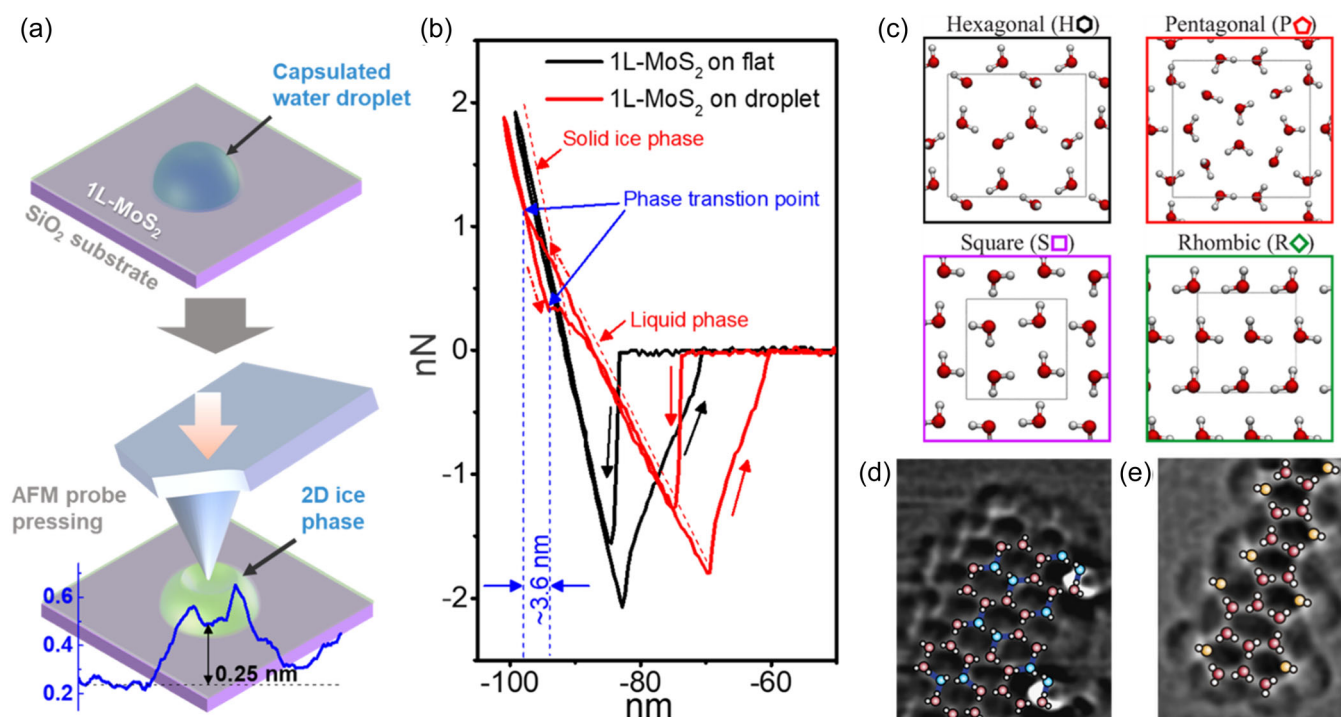 (a)
Capsulated
water droplet
1L-MoS2
SiO2 substrate
AFM probe
pressing
2D ice
phase
0.6
0.4
0.2
0.25 nm
(b)
1L-MoS2 on flat
1L-MoS2 on droplet
Solid ice phase
Phase transtion point
Liquid phase
~3.6 nm
2
1
0
-1
-2
nN
-100
-80
-60
nm
(c)
Hexagonal (H⬡)
Pentagonal (P⬠)
Square (S□)
Rhombic (R◇)
(d)
(e)